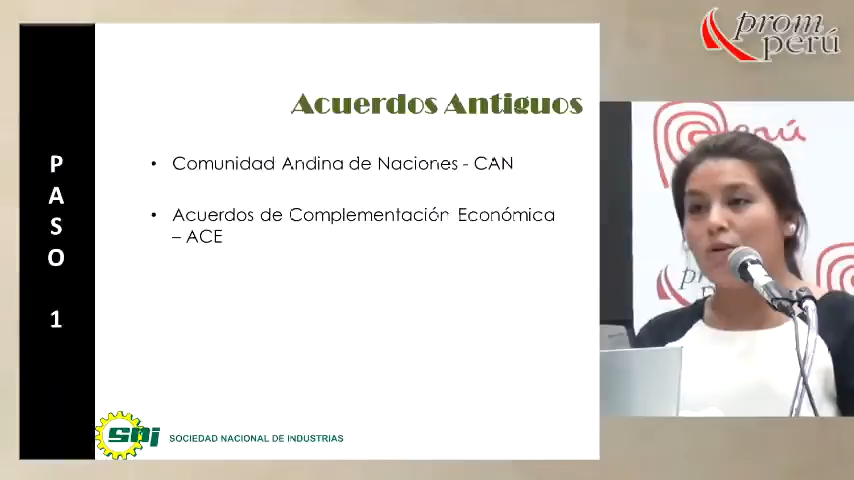 prom
perú
Acuerdos Antiguos
P
A
S
O
1
• Comunidad Andina de Naciones - CAN
• Acuerdos de Complementación Económica
– ACE
sni
SOCIEDAD NACIONAL DE INDUSTRIAS
Perú